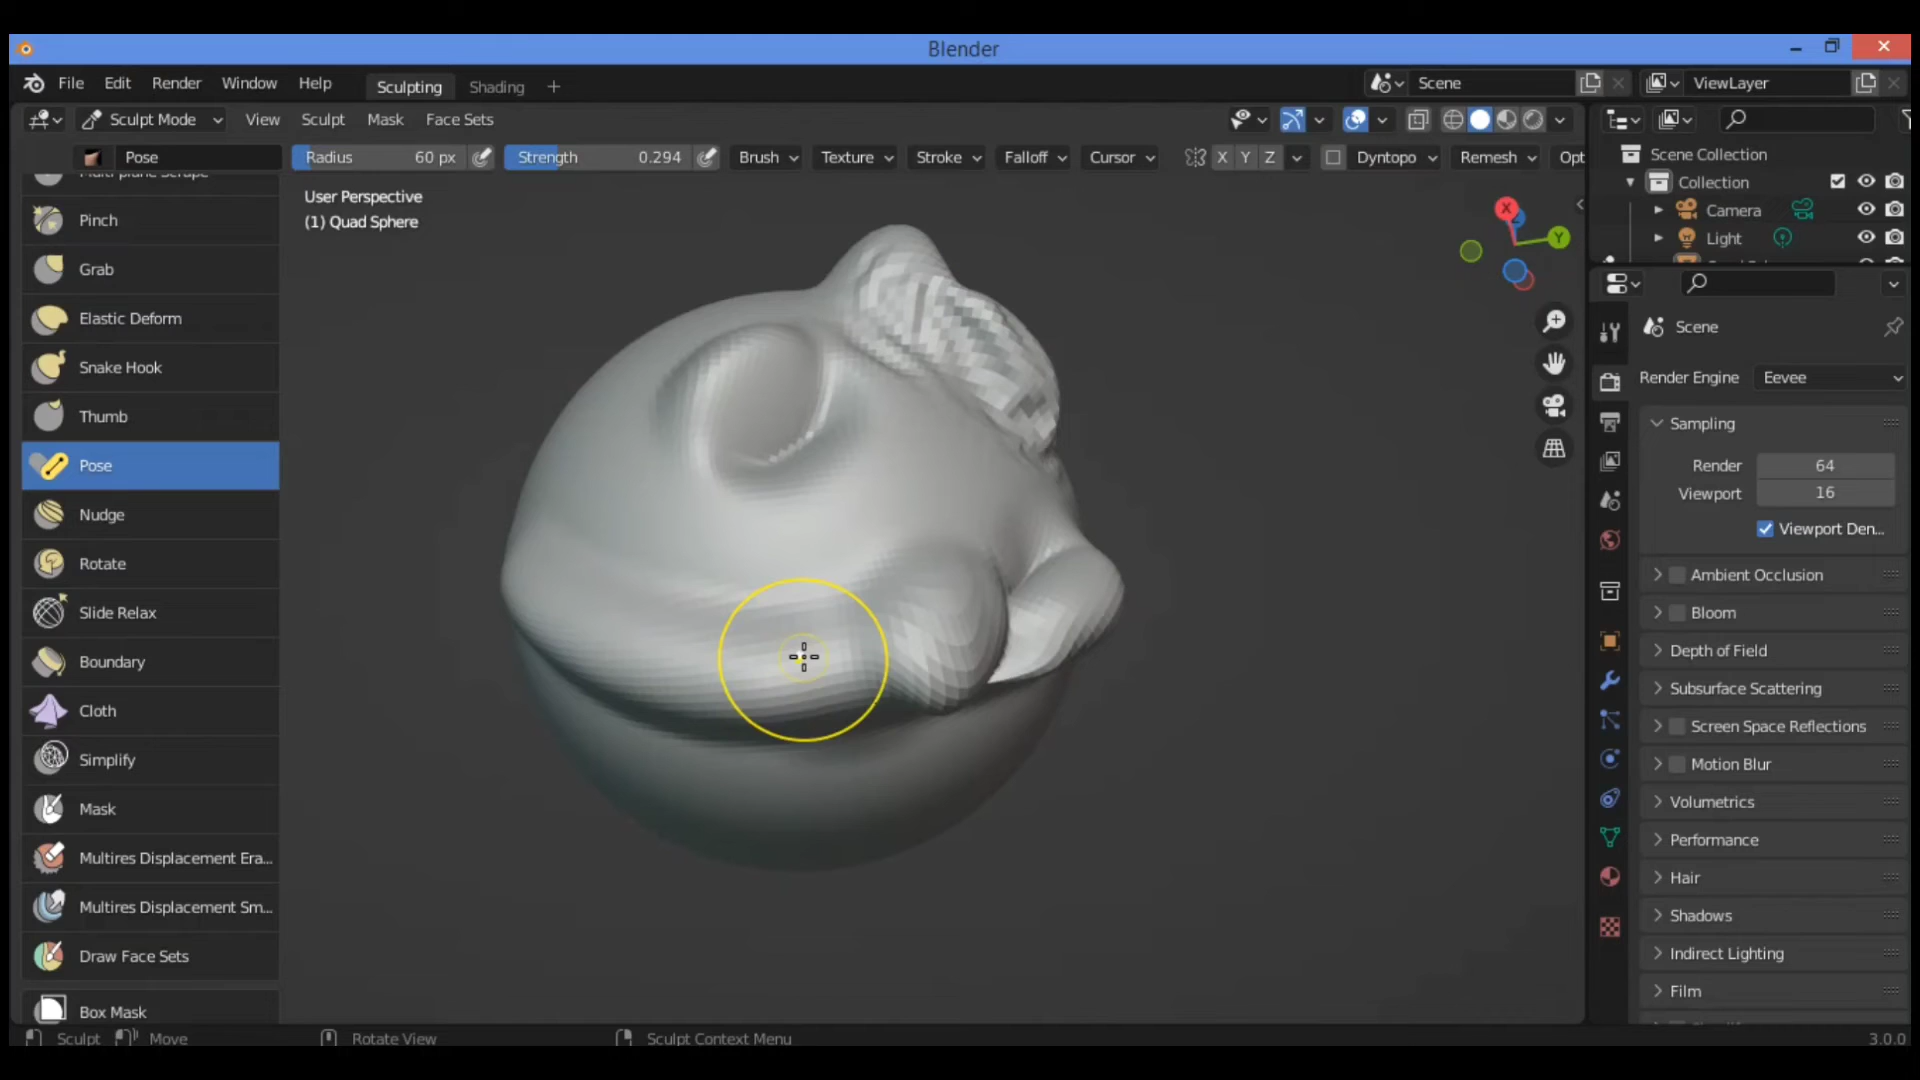 Blender
File Edit Render Window Help Sculpting Shading + Scene ViewLayer
Sculpt Mode View Sculpt Mask Face Sets
Pose Radius 60 px Strength 0.294 Brush Texture Stroke Falloff Cursor X Y Z Dyntopo Remesh Opt
User Perspective
(1) Quad Sphere
X
Y
Z
Multi-plane Scrape
Pinch
Grab
Elastic Deform
Snake Hook
Thumb
Pose
Nudge
Rotate
Slide Relax
Boundary
Cloth
Simplify
Mask
Multires Displacement Era...
Multires Displacement Sm...
Draw Face Sets
Box Mask
Scene Collection
Collection
Camera
Light
Scene
Render Engine Eevee
Sampling
Render 64
Viewport 16
Viewport Den...
Ambient Occlusion
Bloom
Depth of Field
Subsurface Scattering
Screen Space Reflections
Motion Blur
Volumetrics
Performance
Hair
Shadows
Indirect Lighting
Film
Sculpt Move Rotate View Sculpt Context Menu 3.0.0